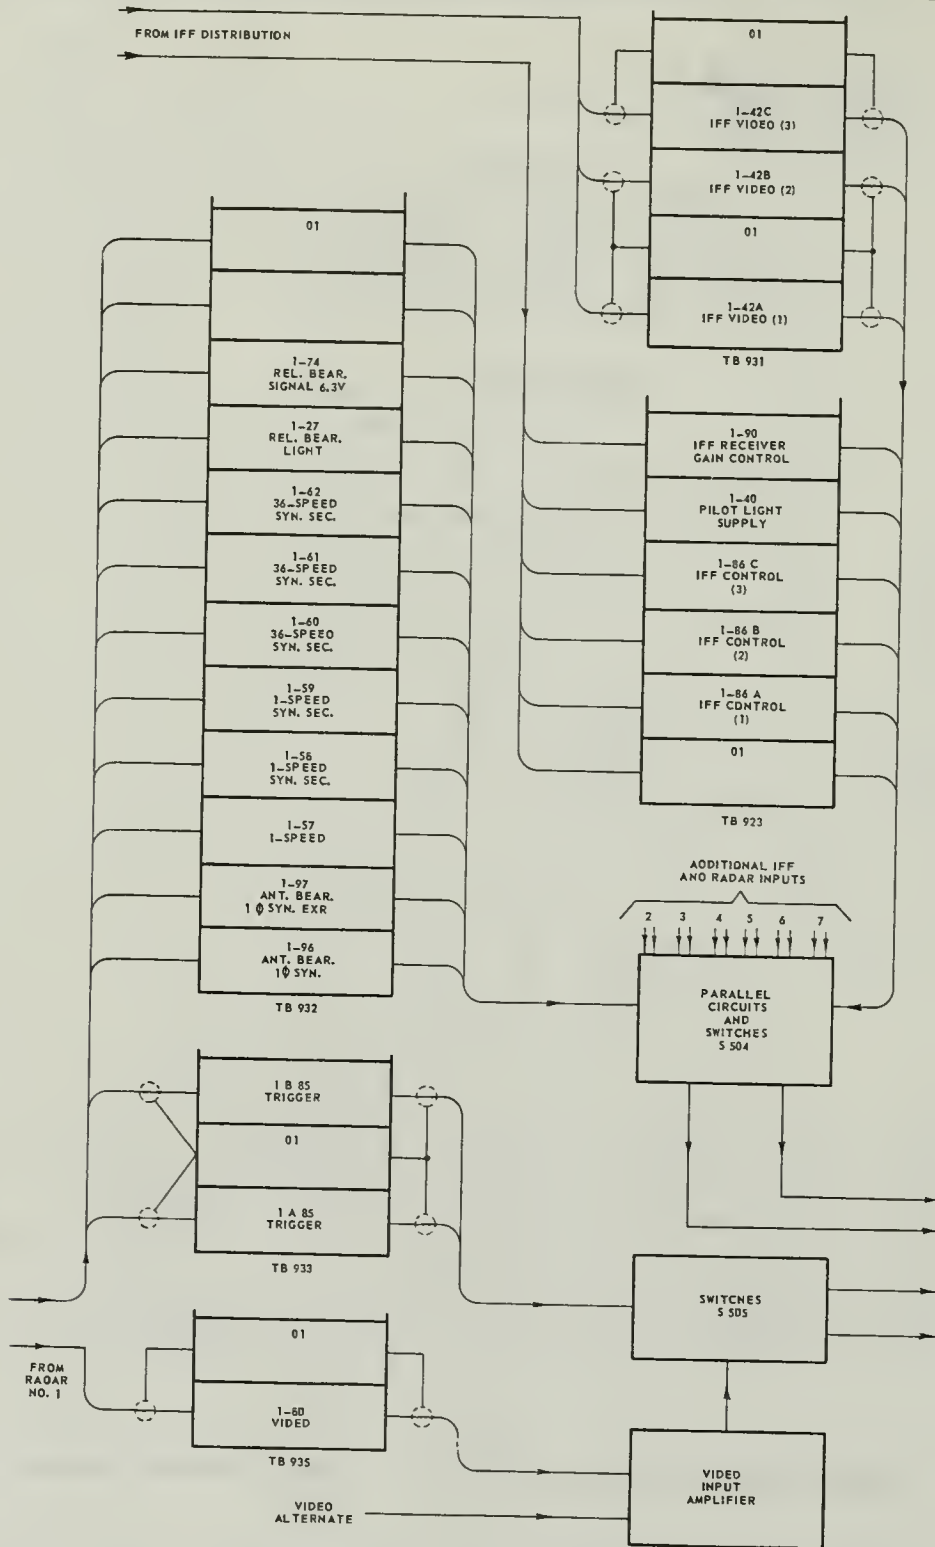 FROM IFF DISTRIBUTION
01
1-42C
IFF VIDEO (3)
1-42B
IFF VIDEO (2)
01
1-42A
IFF VIDEO (1)
TB 931
01
1-74
REL. BEAR.
SIGNAL 6.3V
1-27
REL. BEAR.
LIGHT
1-62
36-SPEED
SYN. SEC.
1-61
36-SPEED
SYN. SEC.
1-60
36-SPEED
SYN. SEC.
1-59
1-SPEED
SYN. SEC.
1-58
1-SPEED
SYN. SEC.
1-57
1-SPEED
1-97
ANT. BEAR.
1 ϕ SYN. EXR
1-96
ANT. BEAR.
1ϕ SYN.
TB 932
1-90
IFF RECEIVER
GAIN CONTROL
1-40
PILOT LIGHT
SUPPLY
1-86 C
IFF CONTROL
(3)
1-86 B
IFF CONTROL
(2)
1-86 A
IFF CONTROL
(1)
01
TB 923
ADDITIONAL IFF
AND RADAR INPUTS
2 3 4 5 6 7
PARALLEL
CIRCUITS
AND
SWITCHES
S 504
1 B 85
TRIGGER
01
1 A 85
TRIGGER
TB 933
SWITCHES
S 505
FROM
RADAR
NO. 1
01
1-80
VIDEO
TB 935
VIDEO
INPUT
AMPLIFIER
VIDEO
ALTERNATE